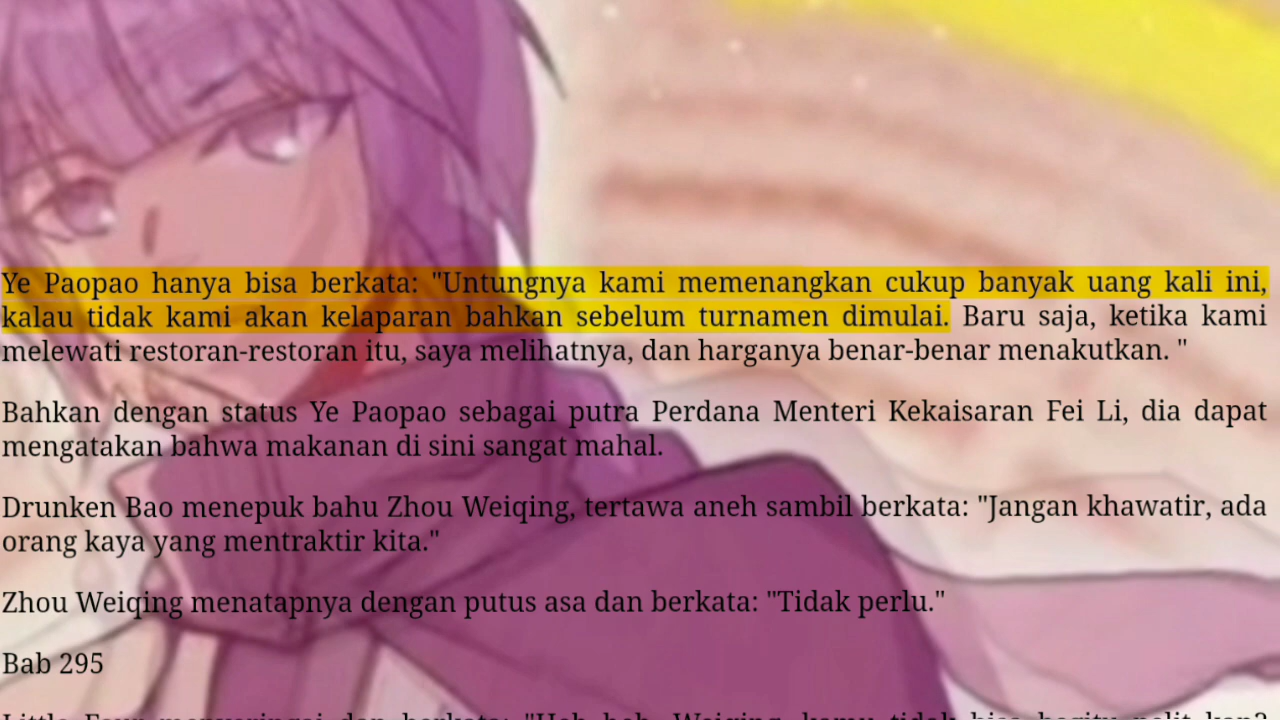 Ye Paopao hanya bisa berkata: "Untungnya kami memenangkan cukup banyak uang kali ini,
kalau tidak kami akan kelaparan bahkan sebelum turnamen dimulai. Baru saja, ketika kami
melewati restoran-restoran itu, saya melihatnya, dan harganya benar-benar menakutkan. "
Bahkan dengan status Ye Paopao sebagai putra Perdana Menteri Kekaisaran Fei Li, dia dapat
mengatakan bahwa makanan di sini sangat mahal.
Drunken Bao menepuk bahu Zhou Weiqing, tertawa aneh sambil berkata: "Jangan khawatir, ada
orang kaya yang mentraktir kita."
Zhou Weiqing menatapnya dengan putus asa dan berkata: "Tidak perlu."
Bab 295